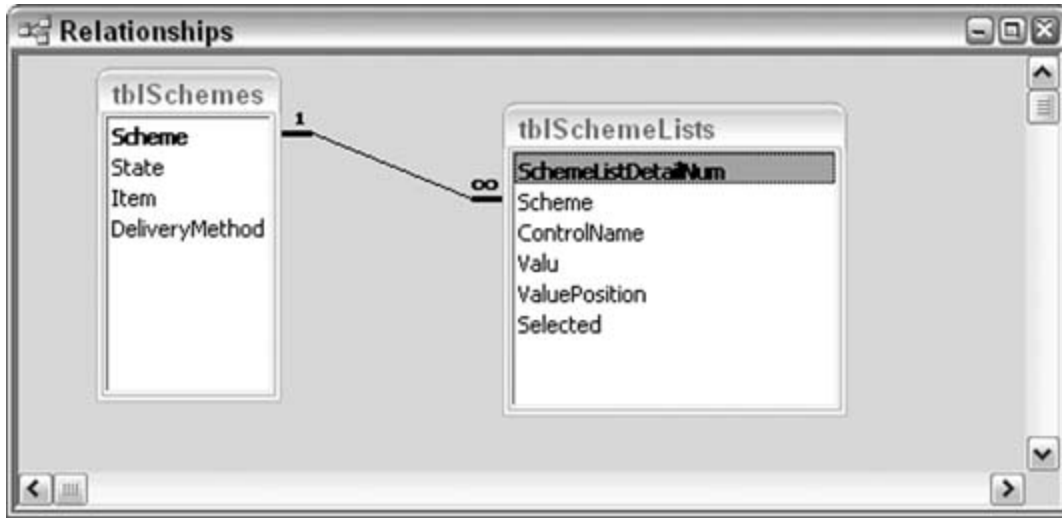 Relationships
tblSchemes
Scheme
State
Item
DeliveryMethod
1
∞
tblSchemeLists
SchemeListDetailNum
Scheme
ControlName
Valu
ValuePosition
Selected